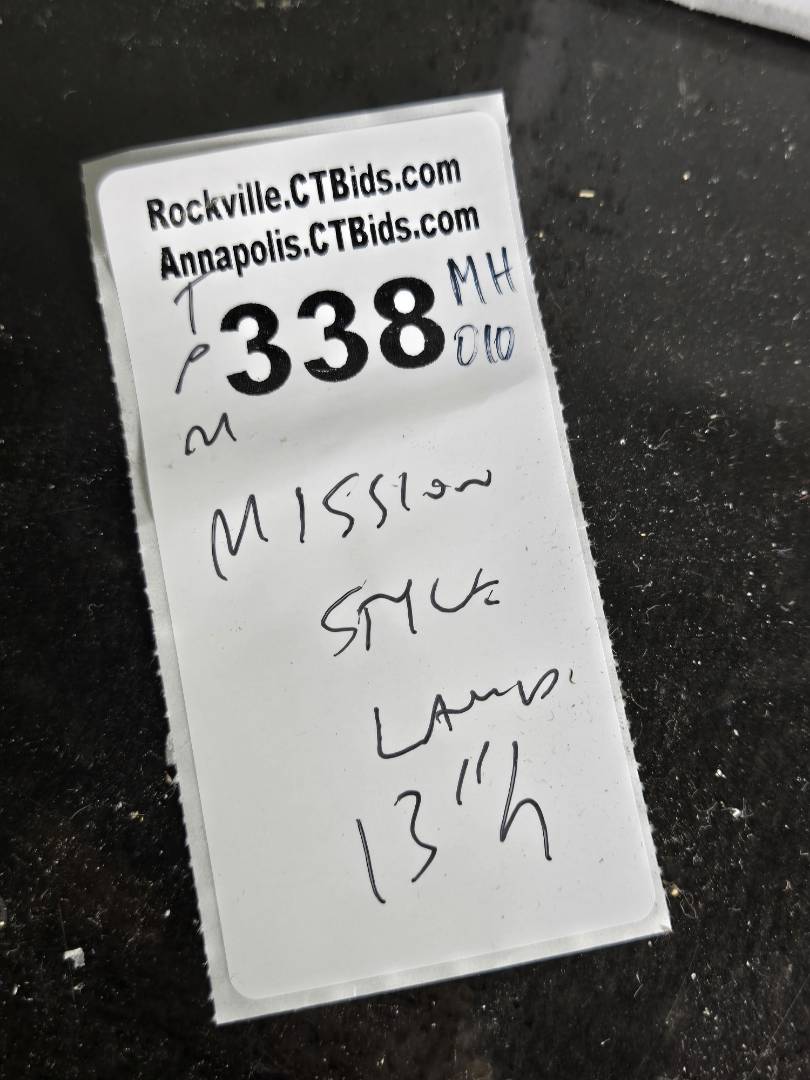 Rockville.CTBids.com
Annapolis.CTBids.com
T 338 MH
P 010
M
MISSION
STYLE
LAMP.
13"h